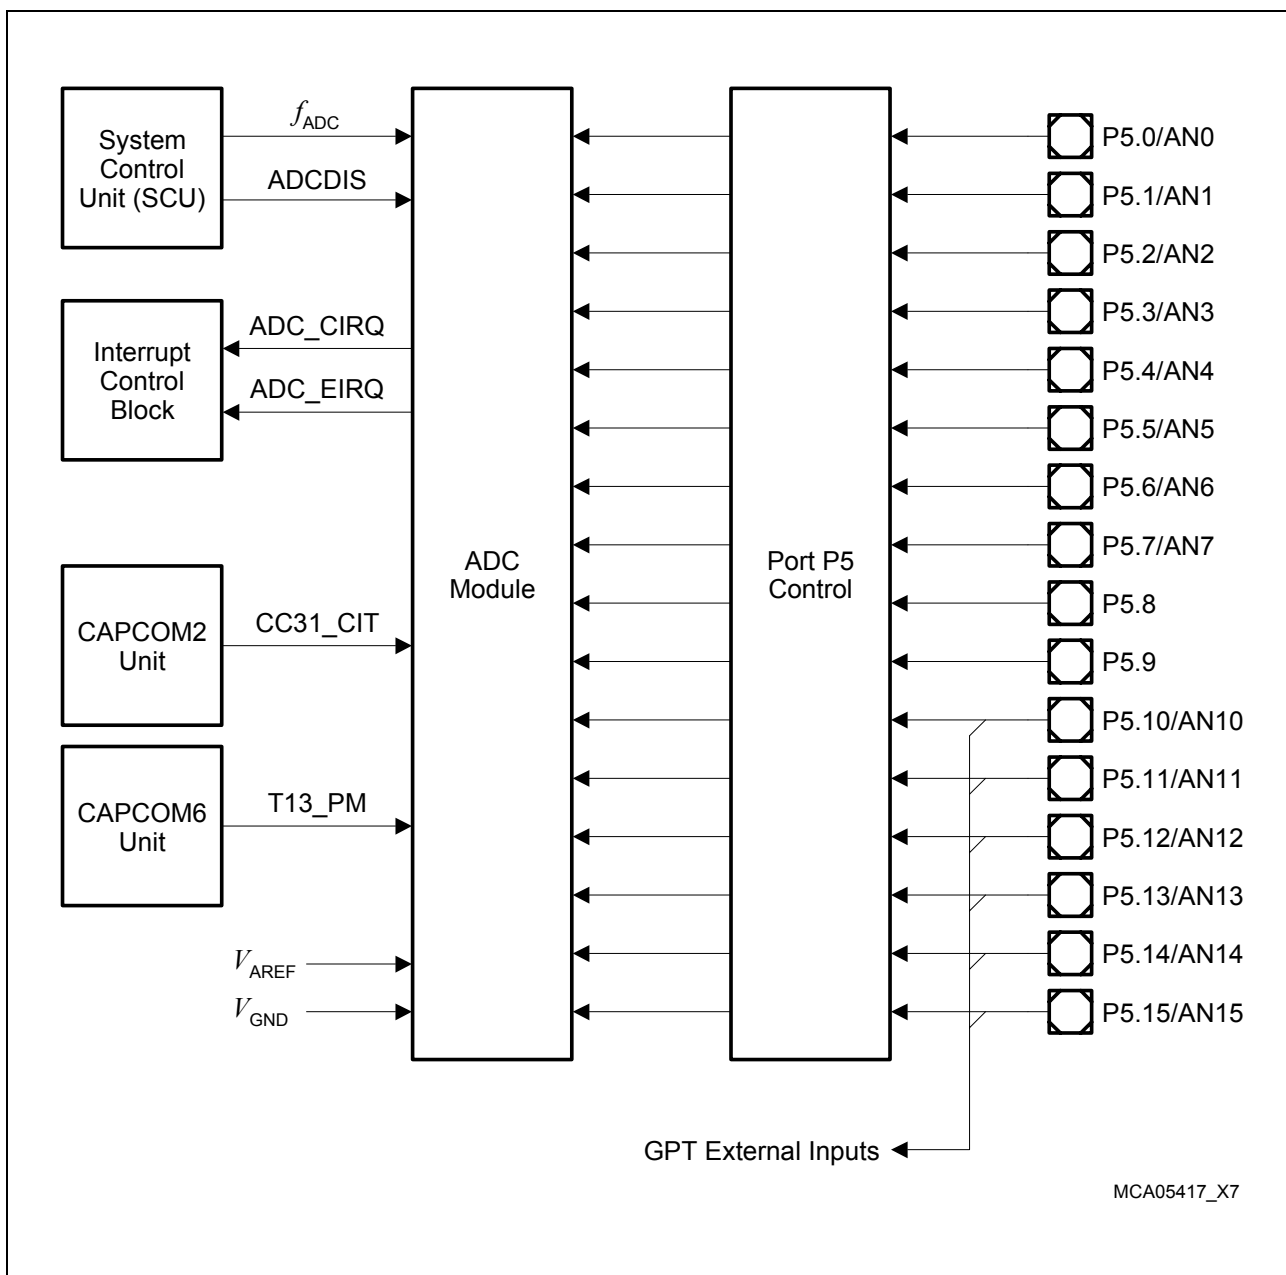 System
Control
Unit (SCU)
f ADC
ADCDIS
Interrupt
Control
Block
ADC_CIRQ
ADC_EIRQ
CAPCOM2
Unit
CC31_CIT
CAPCOM6
Unit
T13_PM
V AREF
V GND
ADC
Module
Port P5
Control
P5.0/AN0
P5.1/AN1
P5.2/AN2
P5.3/AN3
P5.4/AN4
P5.5/AN5
P5.6/AN6
P5.7/AN7
P5.8
P5.9
P5.10/AN10
P5.11/AN11
P5.12/AN12
P5.13/AN13
P5.14/AN14
P5.15/AN15
GPT External Inputs
MCA05417_X7